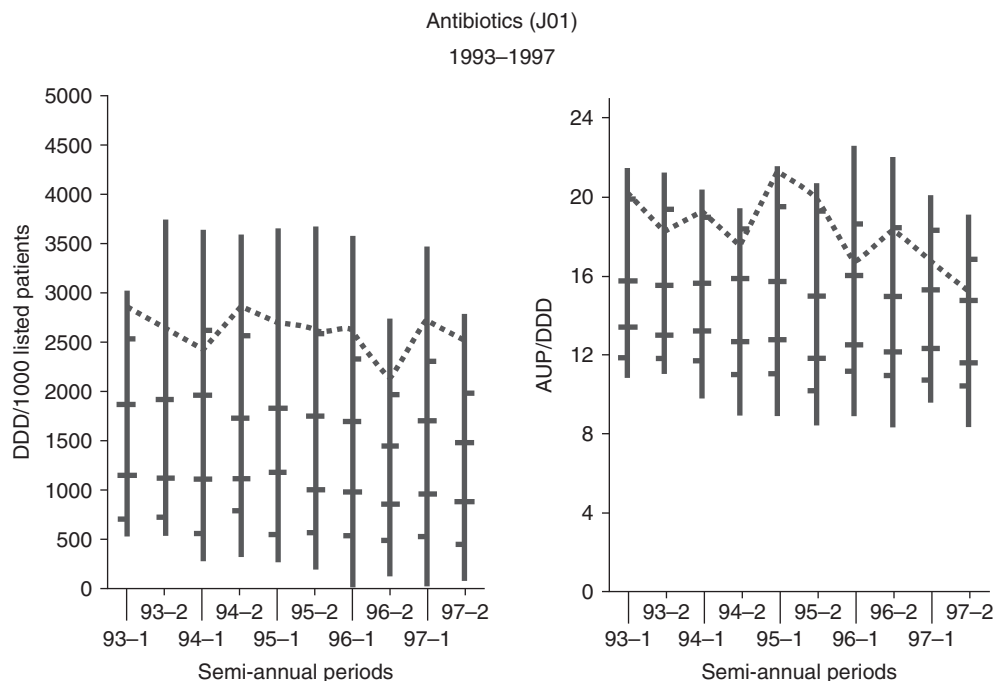 Antibiotics (J01)
1993–1997
DDD/1000 listed patients
5000
4500
4000
3500
3000
2500
2000
1500
1000
500
0
93–2 94–2 95–2 96–2 97–2
93–1 94–1 95–1 96–1 97–1
Semi-annual periods
AUP/DDD
24
20
16
12
8
4
0
93–2 94–2 95–2 96–2 97–2
93–1 94–1 95–1 96–1 97–1
Semi-annual periods